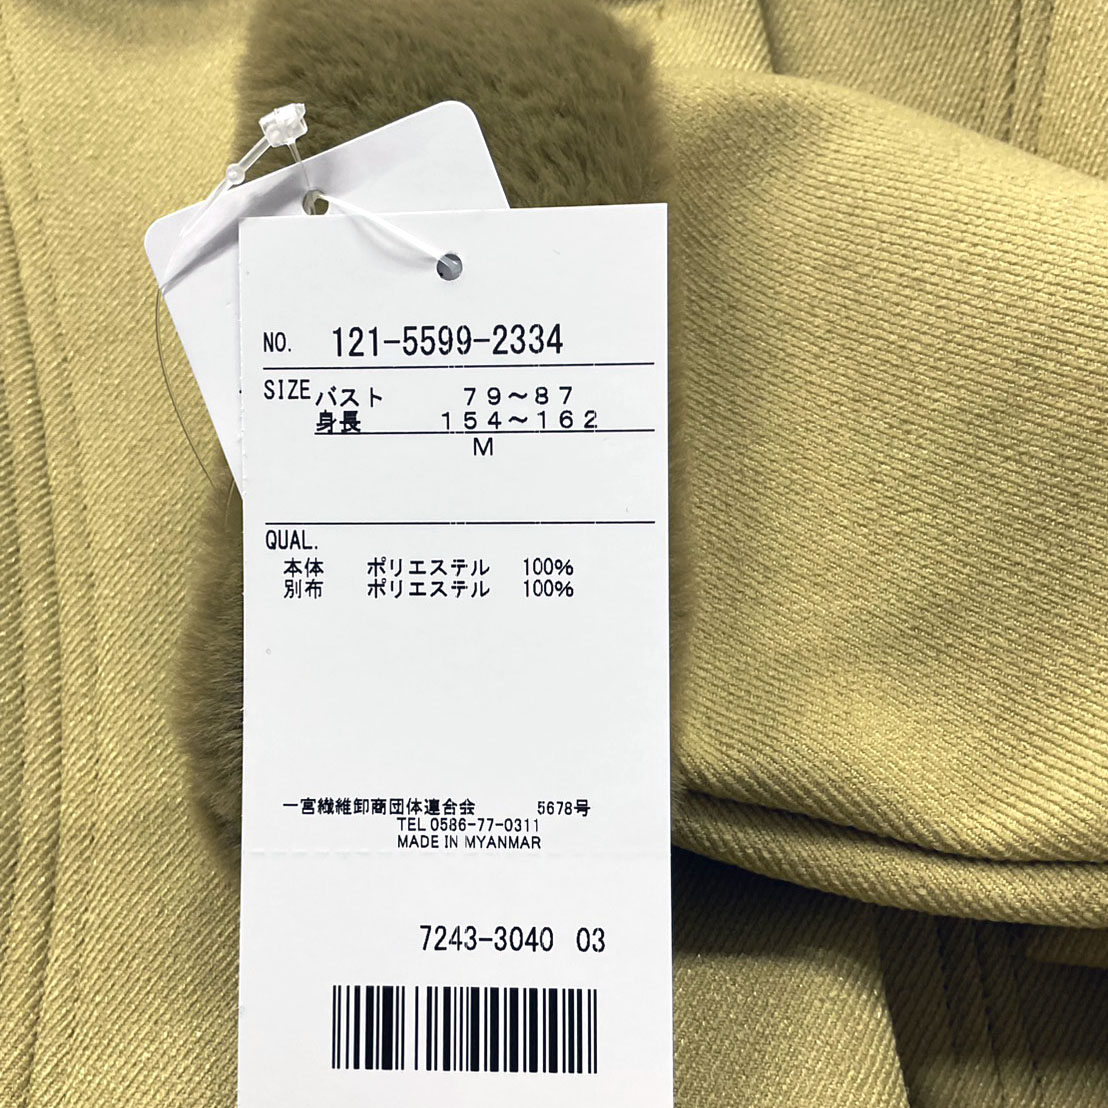 NO. 121-5599-2334
SIZE バスト 79~87
身長 154~162
M
QUAL.
本体 ポリエステル 100%
別布 ポリエステル 100%
一宮繊維卸商団体連合会 5678号
TEL 0586-77-0311
MADE IN MYANMAR
7243-3040 03